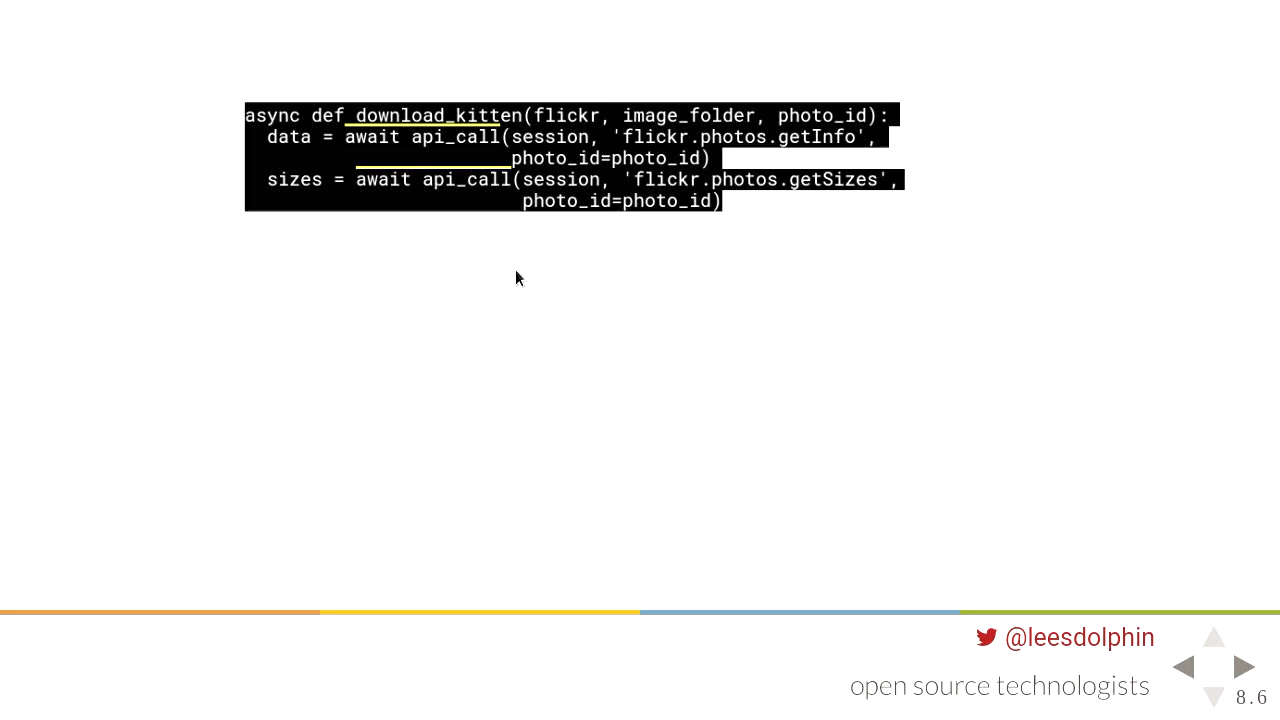 async def download_kitten(flickr, image_folder, photo_id):
data = await api_call(session, 'flickr.photos.getInfo',
photo_id=photo_id)
sizes = await api_call(session, 'flickr.photos.getSizes',
photo_id=photo_id)
@leesdolphin
open source technologists
8.6